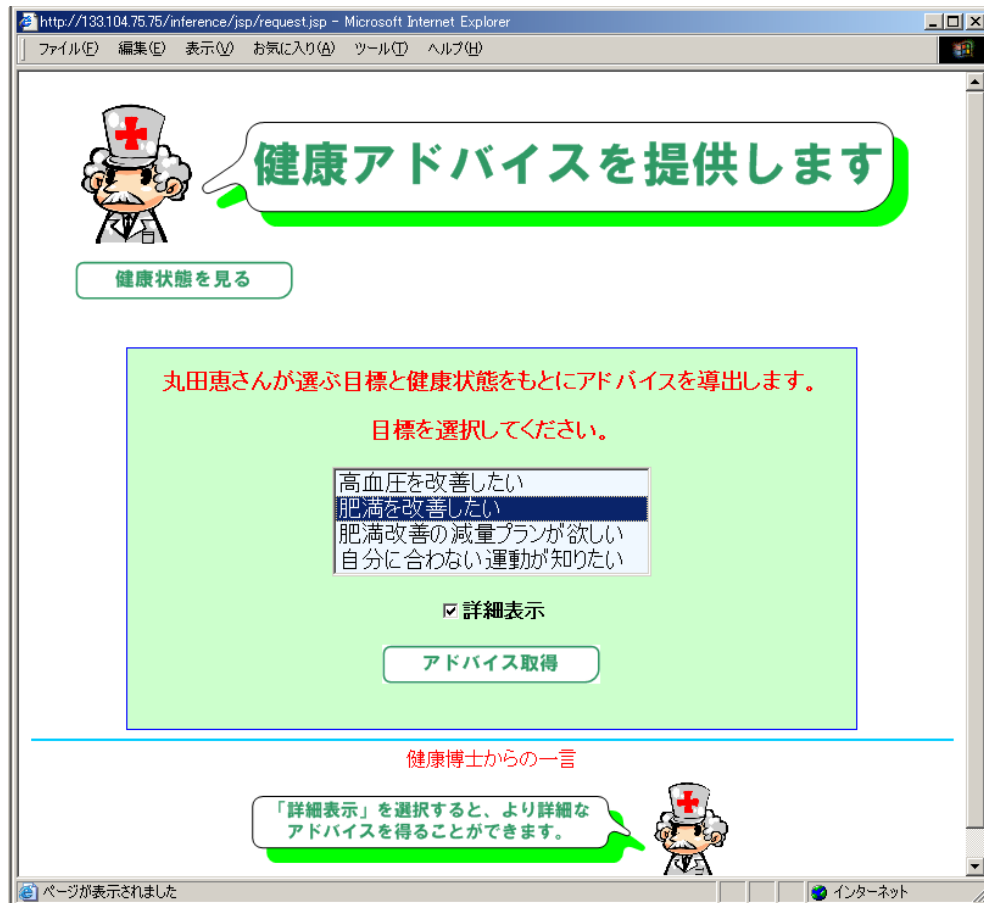 http://133.104.75.75/inference/jsp/request.jsp - Microsoft Internet Explorer
ファイル(F) 編集(E) 表示(V) お気に入り(A) ツール(T) ヘルプ(H)
健康アドバイスを提供します
健康状態を見る
丸田恵さんが選ぶ目標と健康状態をもとにアドバイスを導出します。
目標を選択してください。
高血圧を改善したい
肥満を改善したい
肥満改善の減量プランが欲しい
自分に合わない運動が知りたい
詳細表示
アドバイス取得
健康博士からの一言
「詳細表示」を選択すると、より詳細な
アドバイスを得ることができます。
ページが表示されました
インターネット